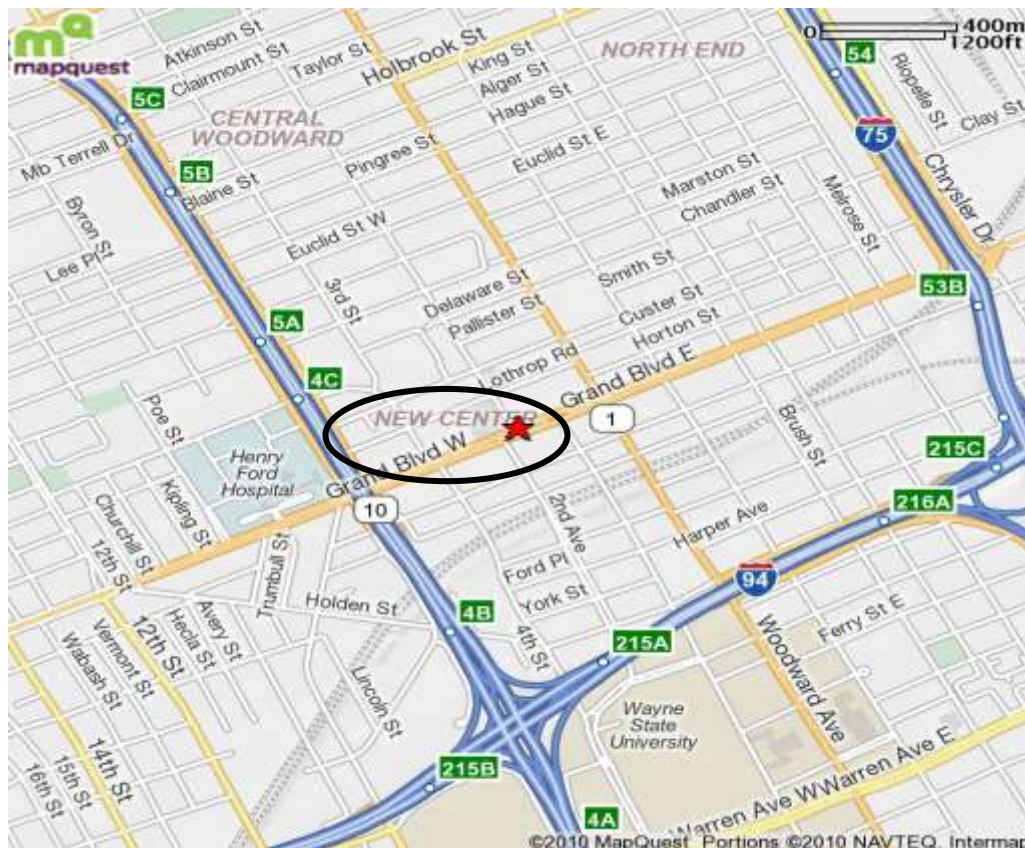 mapquest
0
400m
1200ft
Atkinson St
Clairmount St
Taylor St
Holbrook St
King St
Alger St
Hague St
NORTH END
54
Riopelle St
Clay St
75
5C
CENTRAL
WOODWARD
Mb Terrell Dr
5B
Blaine St
Pingree St
Euclid St E
Marston St
Chandler St
Melrose St
Chrysler Dr
Byron St
Lee Pl
Euclid St W
3rd St
Delaware St
Pallister St
Smith St
Custer St
Horton St
53B
5A
4C
Lothrop Rd
Grand Blvd E
NEW CENTER
1
Grand Blvd W
Poe St
Henry
Ford
Hospital
10
Brush St
215C
216A
Kipling St
Churchill St
12th St
Trumbull St
2nd Ave
Harper Ave
Ford Pl
York St
94
Holden St
4B
4th St
215A
Woodward Ave
Ferry St E
Avery St
Hecla St
12th St
Vermont St
Wabash St
Lincoln St
Wayne
State
University
14th St
15th St
16th St
215B
4A
Warren Ave W
Warren Ave E
Warren Ave W
©2010 MapQuest Portions ©2010 NAVTEQ, Intermap